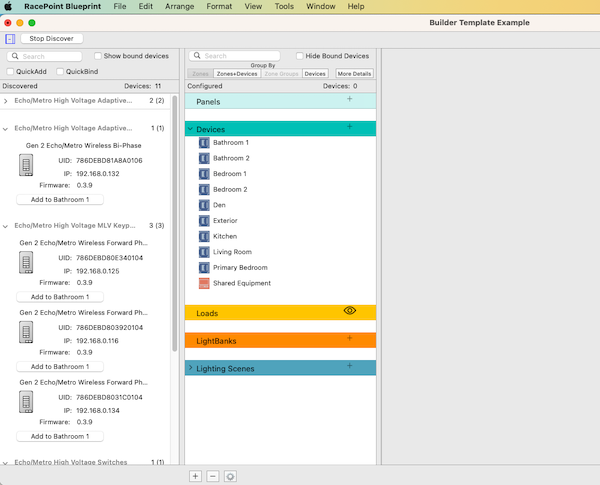 RacePoint Blueprint File Edit Arrange Format View Tools Window Help
Builder Template Example
Stop Discover
Search Show bound devices
QuickAdd QuickBind
Discovered Devices: 11
Echo/Metro High Voltage Adaptive... 2 (2)
Echo/Metro High Voltage Adaptive... 1 (1)
Gen 2 Echo/Metro Wireless Bi-Phase
UID: 786DEBD81A8A0106
IP: 192.168.0.132
Firmware: 0.3.9
Add to Bathroom 1
Echo/Metro High Voltage MLV Keyp... 3 (3)
Gen 2 Echo/Metro Wireless Forward Ph...
UID: 786DEBD80E340104
IP: 192.168.0.125
Firmware: 0.3.9
Add to Bathroom 1
Gen 2 Echo/Metro Wireless Forward Ph...
UID: 786DEBD803920104
IP: 192.168.0.116
Firmware: 0.3.9
Add to Bathroom 1
Gen 2 Echo/Metro Wireless Forward Ph...
UID: 786DEBD8031C0104
IP: 192.168.0.134
Firmware: 0.3.9
Add to Bathroom 1
Echo/Metro High Voltage Switches 1 (1)
Search Hide Bound Devices
Group By
Zones Zones+Devices Zone Groups Devices More Details
Configured Devices: 0
Panels +
Devices +
Bathroom 1
Bathroom 2
Bedroom 1
Bedroom 2
Den
Exterior
Kitchen
Living Room
Primary Bedroom
Shared Equipment
Loads
LightBanks +
Lighting Scenes +